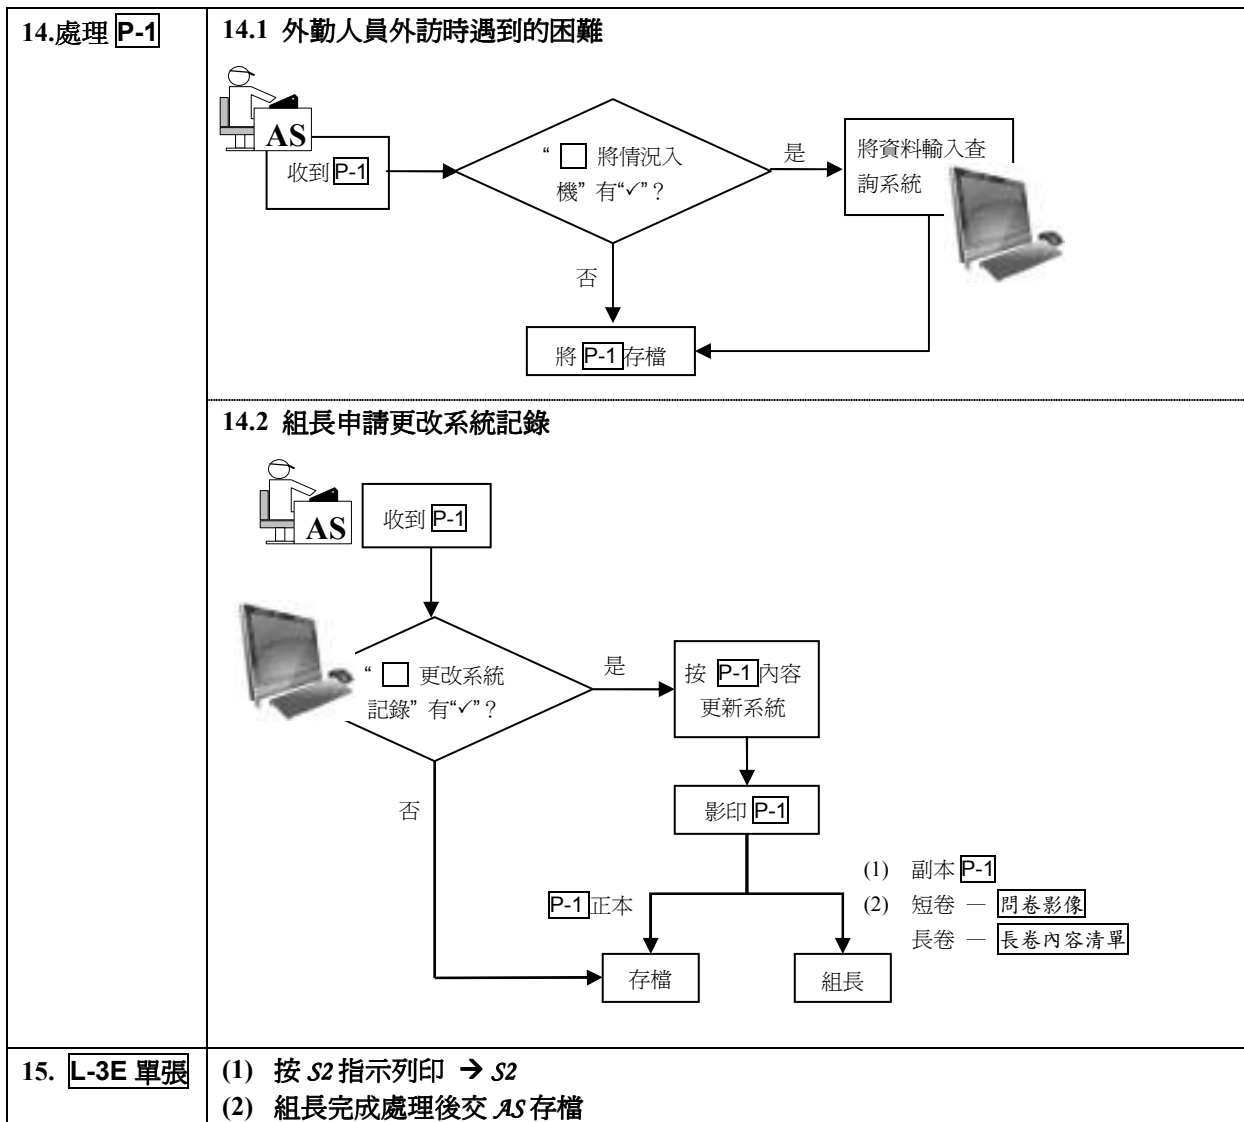 14.處理 P-1
14.1 外勤人員外訪時遇到的困難
AS
收到 P-1
“ □ 將情況入
機” 有“✓”?
是
將資料輸入查
詢系統
否
將 P-1 存檔
14.2 組長申請更改系統記錄
AS
收到 P-1
“ □ 更改系統
記錄” 有“✓”?
是
按 P-1 內容
更新系統
否
影印 P-1
P-1 正本
(1) 副本 P-1
(2) 短卷 — 問卷影像
長卷 — 長卷內容清單
存檔
組長
15. L-3E 單張
(1) 按 S2 指示列印 → S2
(2) 組長完成處理後交 AS 存檔